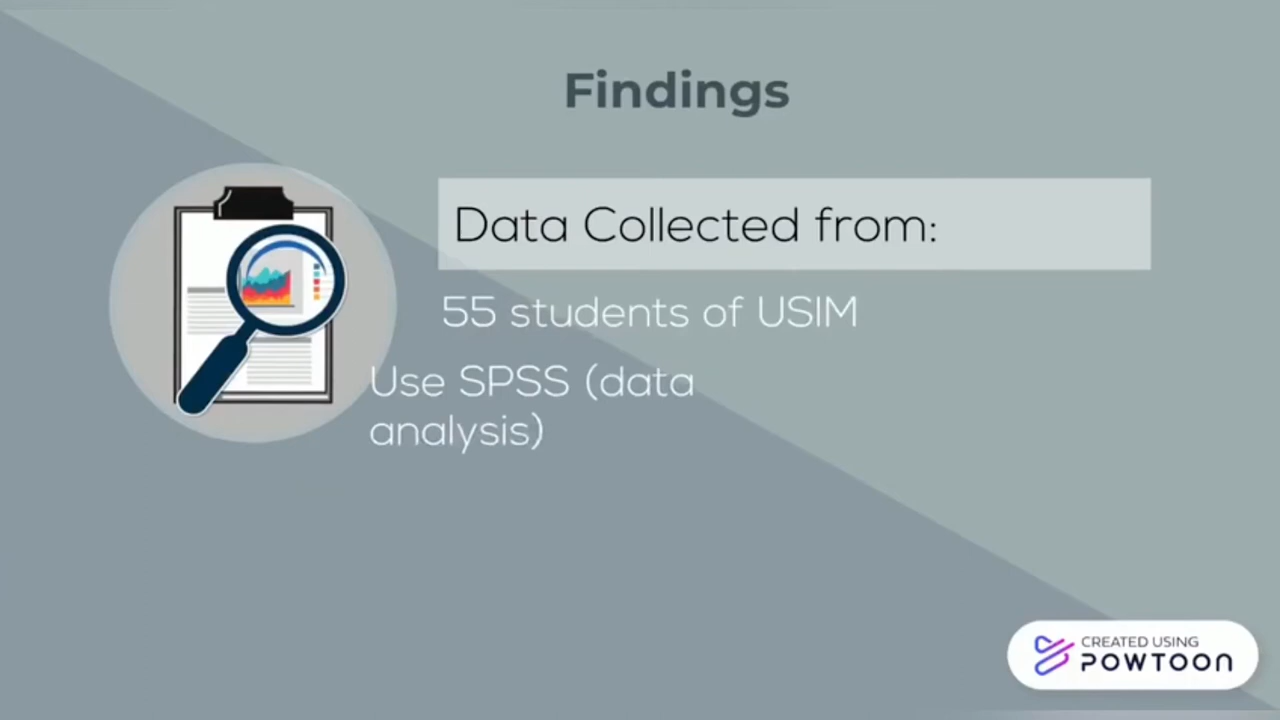 Findings
Data Collected from:
55 students of USIM
Use SPSS (data
analysis)
CREATED USING
POWTOON